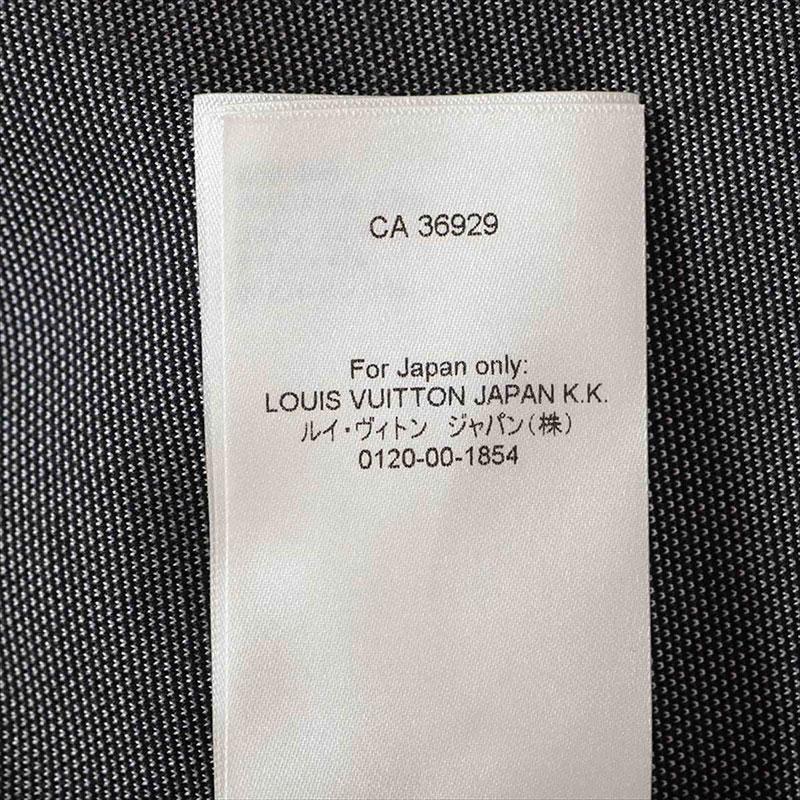 CA 36929
For Japan only:
LOUIS VUITTON JAPAN K.K.
ルイ・ヴィトン　ジャパン(株)
0120-00-1854